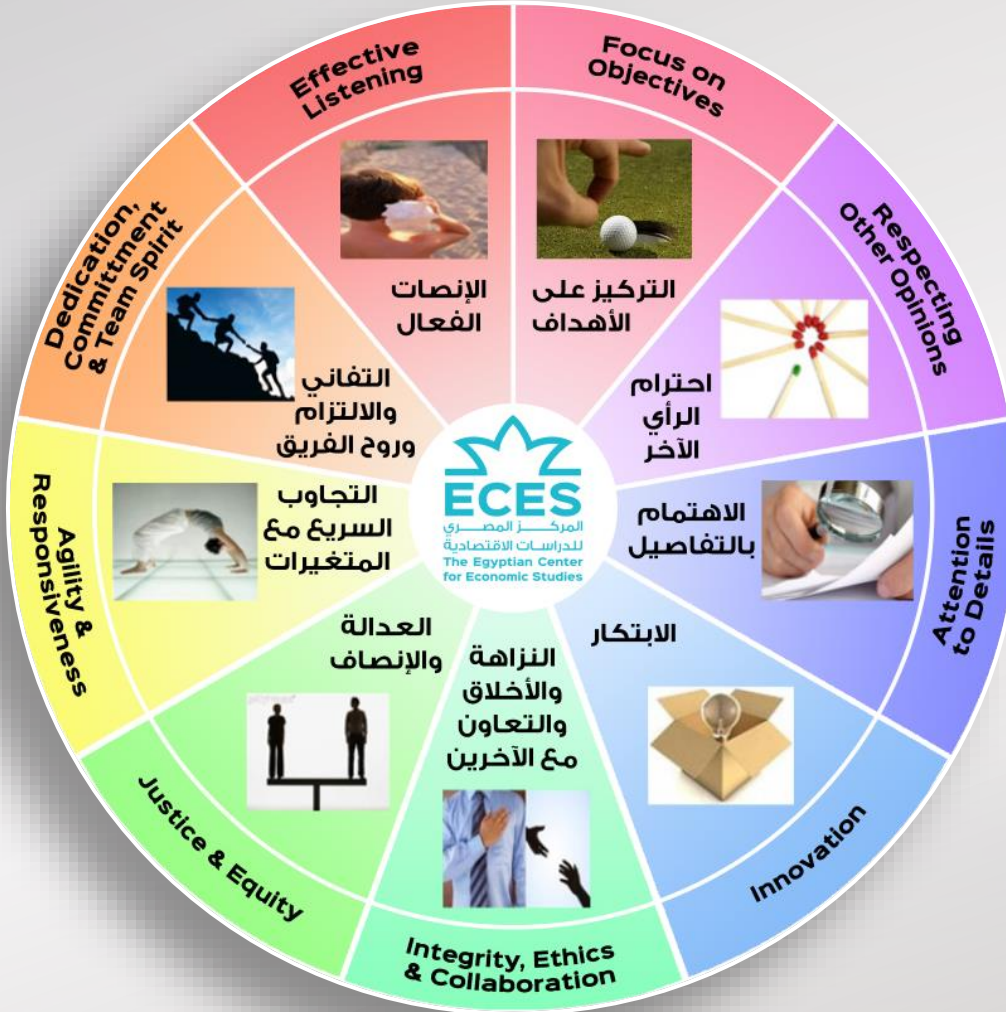 Effective
Listening
الإنصات
الفعال
Focus on
Objectives
التركيز على
الأهداف
Respecting
Other Opinions
احترام
الرأي
الآخر
Attention
to Details
الاهتمام
بالتفاصيل
Innovation
الابتكار
Integrity, Ethics
& Collaboration
النزاهة
والأخلاق
والتعاون
مع الآخرين
Justice & Equity
العدالة
والإنصاف
Agility &
Responsiveness
التجاوب
السريع مع
المتغيرات
Dedication,
Committment
& Team Spirit
التفاني
والالتزام
وروح الفريق
ECES
المركز المصري
للدراسات الاقتصادية
The Egyptian Center
for Economic Studies